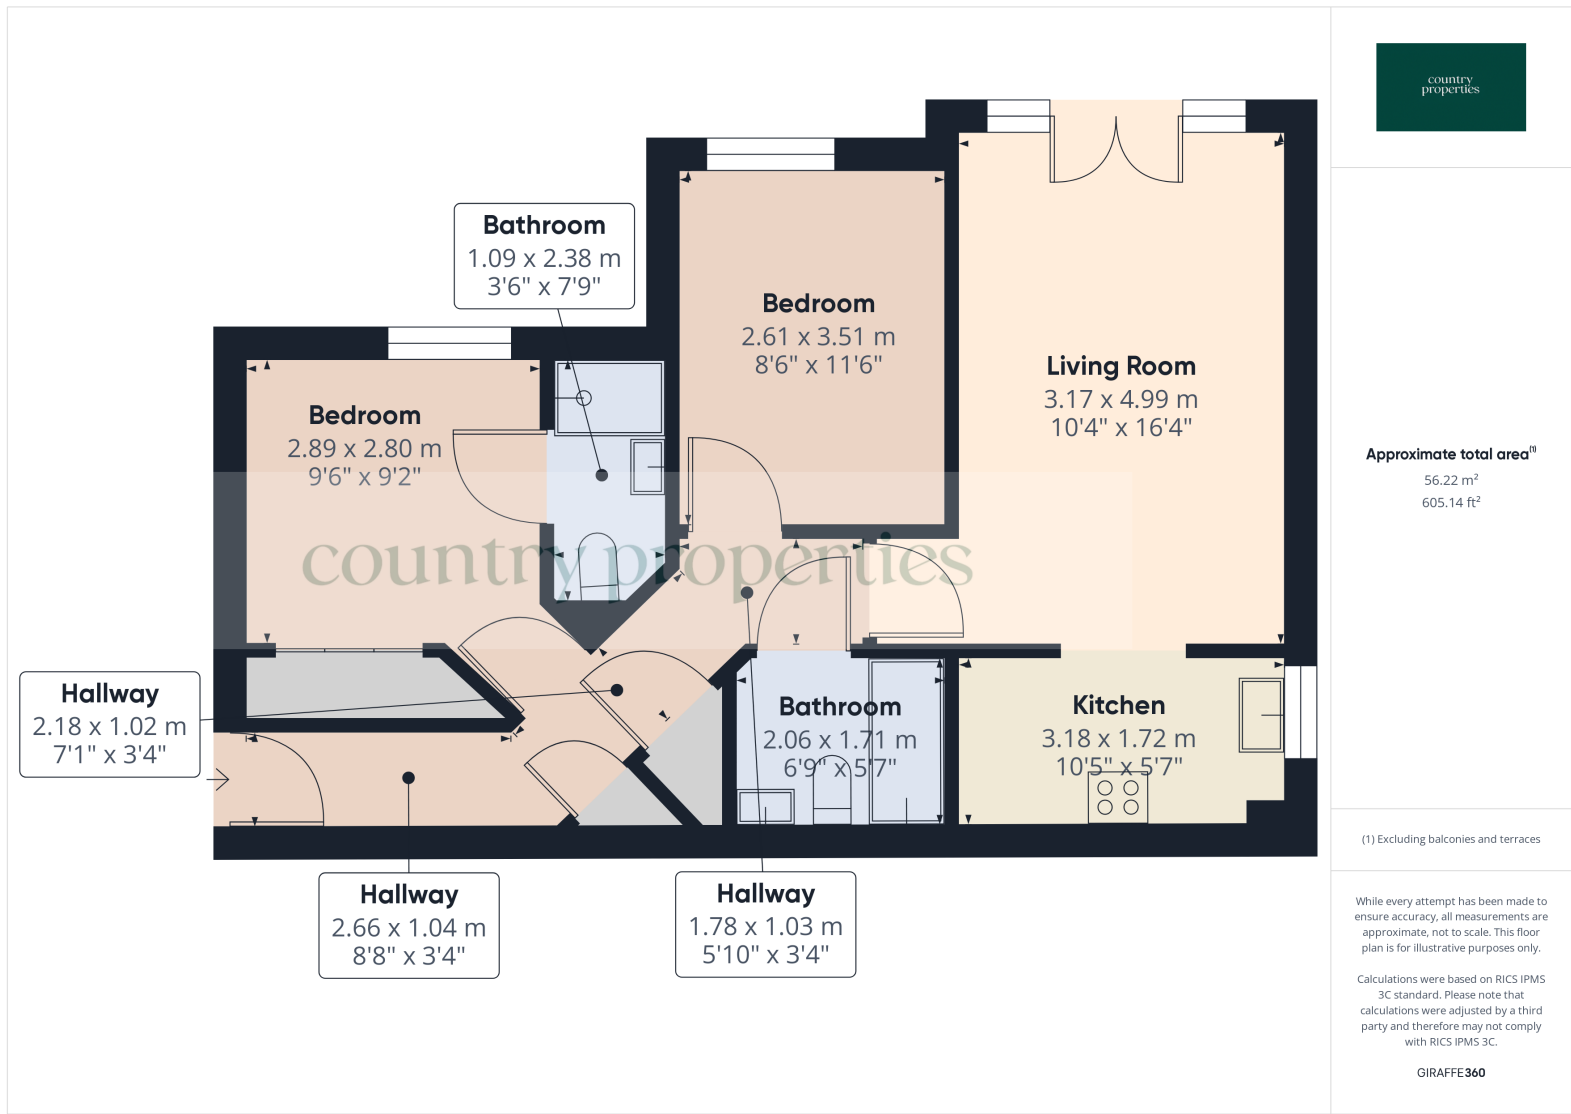 country
properties
Bathroom
1.09 x 2.38 m
3'6" x 7'9"
Bedroom
2.61 x 3.51 m
8'6" x 11'6"
Living Room
3.17 x 4.99 m
10'4" x 16'4"
Bedroom
2.89 x 2.80 m
9'6" x 9'2"
country properties
Hallway
2.18 x 1.02 m
7'1" x 3'4"
Bathroom
2.06 x 1.71 m
6'9" x 5'7"
Kitchen
3.18 x 1.72 m
10'5" x 5'7"
Hallway
2.66 x 1.04 m
8'8" x 3'4"
Hallway
1.78 x 1.03 m
5'10" x 3'4"
Approximate total area(1)
56.22 m²
605.14 ft²
(1) Excluding balconies and terraces
While every attempt has been made to
ensure accuracy, all measurements are
approximate, not to scale. This floor
plan is for illustrative purposes only.
Calculations were based on RICS IPMS
3C standard. Please note that
calculations were adjusted by a third
party and therefore may not comply
with RICS IPMS 3C.
GIRAFFE360